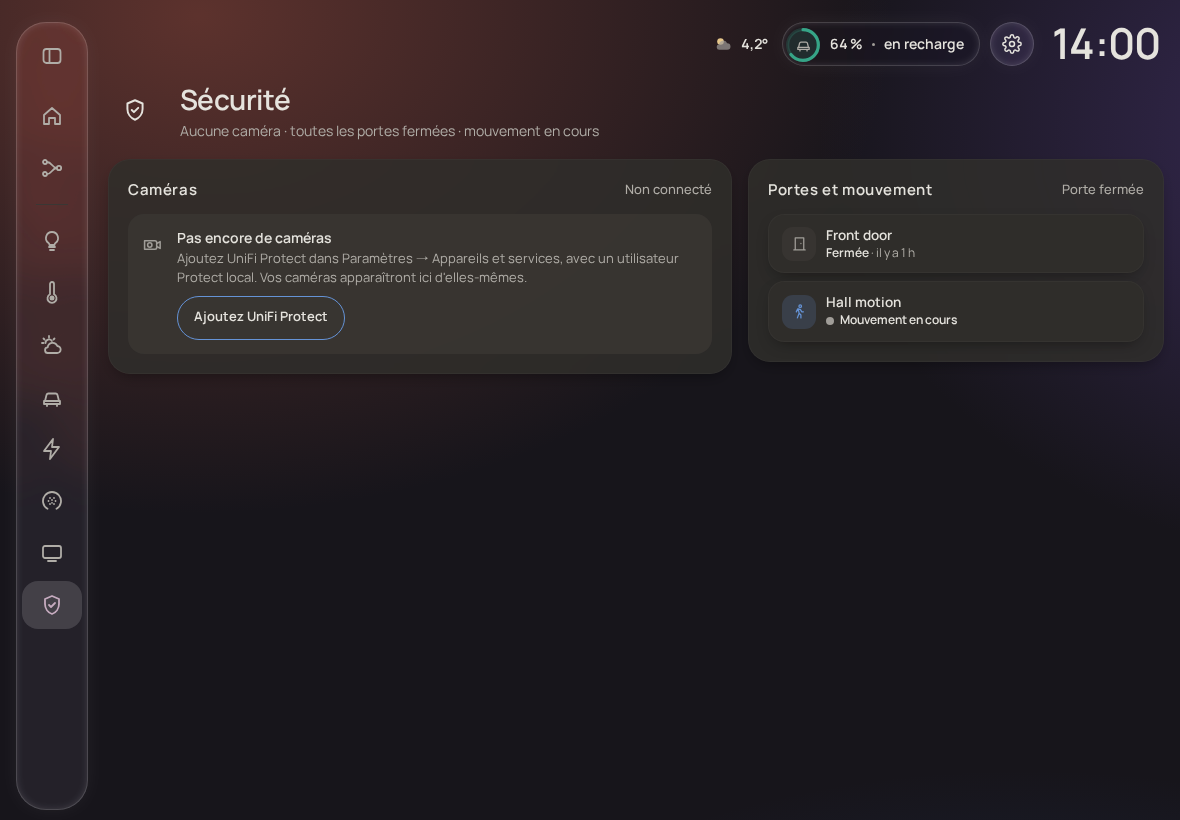 4,2°
64 % • en recharge
14:00
Sécurité
Aucune caméra · toutes les portes fermées · mouvement en cours
Caméras
Non connecté
Pas encore de caméras
Ajoutez UniFi Protect dans Paramètres → Appareils et services, avec un utilisateur
Protect local. Vos caméras apparaîtront ici d'elles-mêmes.
Ajoutez UniFi Protect
Portes et mouvement
Porte fermée
Front door
Fermée · il y a 1 h
Hall motion
Mouvement en cours